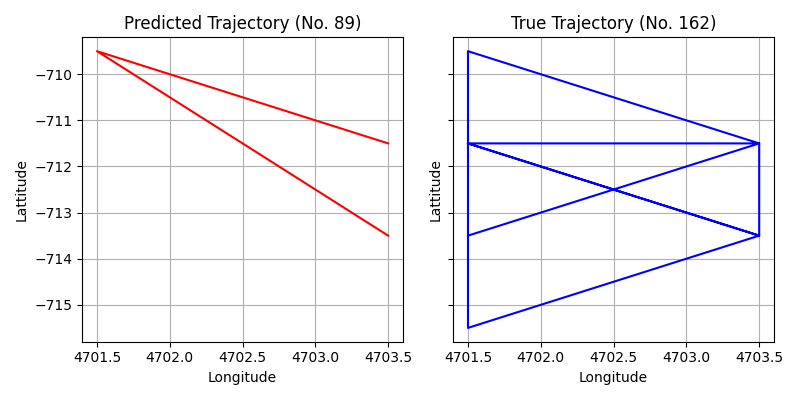 Predicted Trajectory (No. 89)
True Trajectory (No. 162)
Lattitude
−710
−711
−712
−713
−714
−715
4701.5 4702.0 4702.5 4703.0 4703.5
Longitude
Lattitude
4701.5 4702.0 4702.5 4703.0 4703.5
Longitude